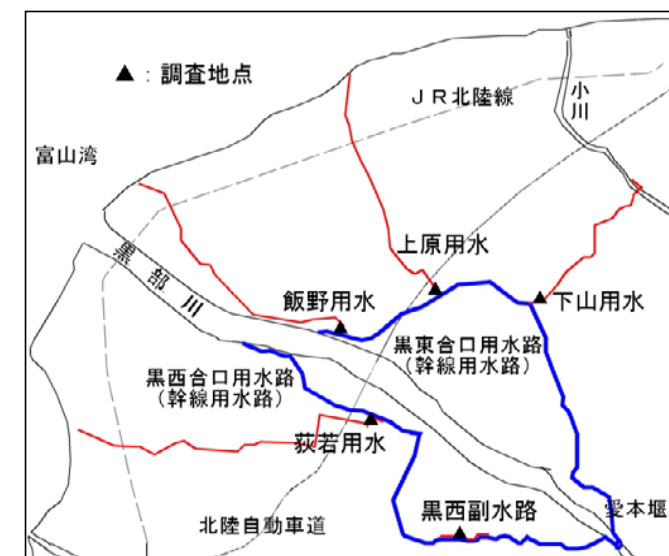 ▲：調査地点
ＪＲ北陸線
小川
富山湾
黒部川
上原用水
飯野用水
下山用水
黒東合口用水路
（幹線用水路）
黒西合口用水路
（幹線用水路）
荻若用水
黒西副水路
愛本堰
北陸自動車道